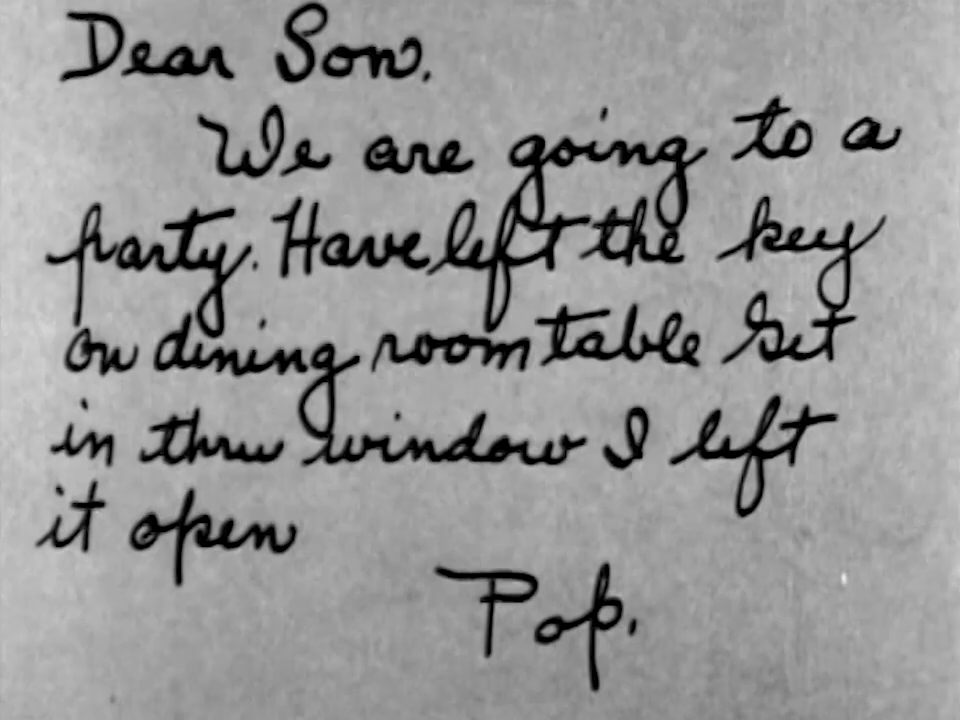 Dear Son.
We are going to a
party. Have left the key
on dining room table Get
in thru window I left
it open
Pop.